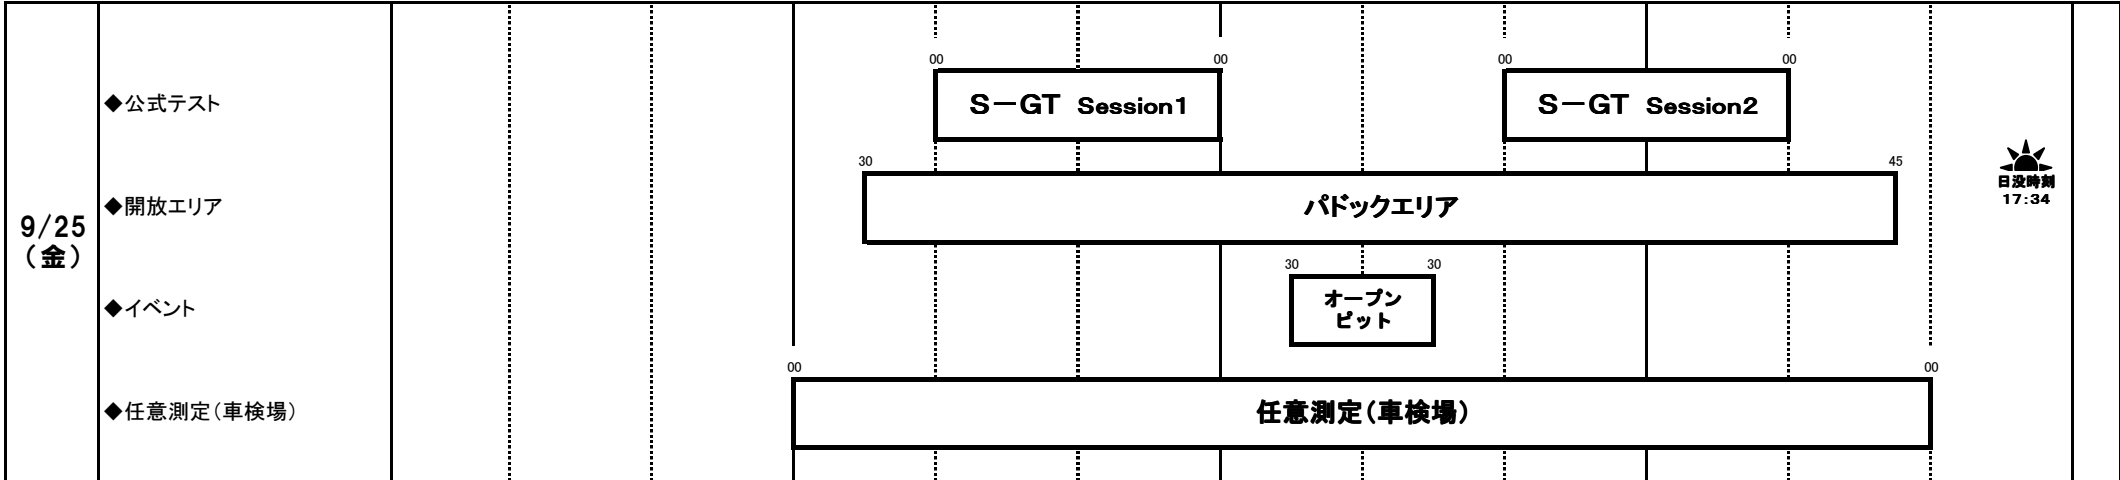 00
00
00
00
◆公式テスト
S－GT Session1
S－GT Session2
30
45
9/25
（金）
◆開放エリア
パドックエリア
日没時刻
17:34
30
30
◆イベント
オープン
ピット
00
00
◆任意測定（車検場）
任意測定（車検場）